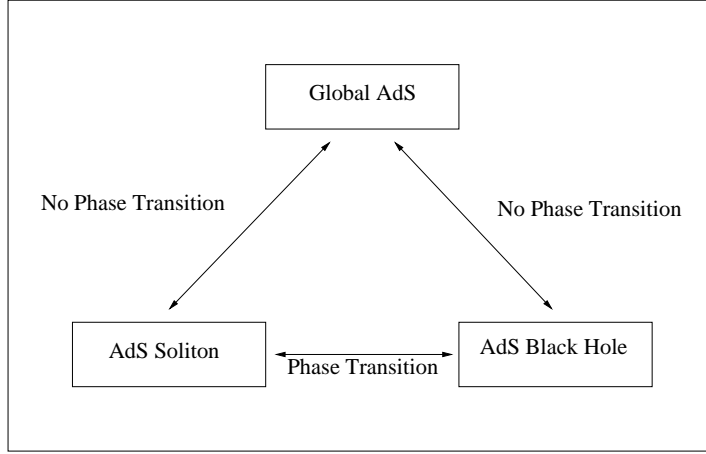 Global AdS
No Phase Transition
No Phase Transition
AdS Soliton
Phase Transition
AdS Black Hole